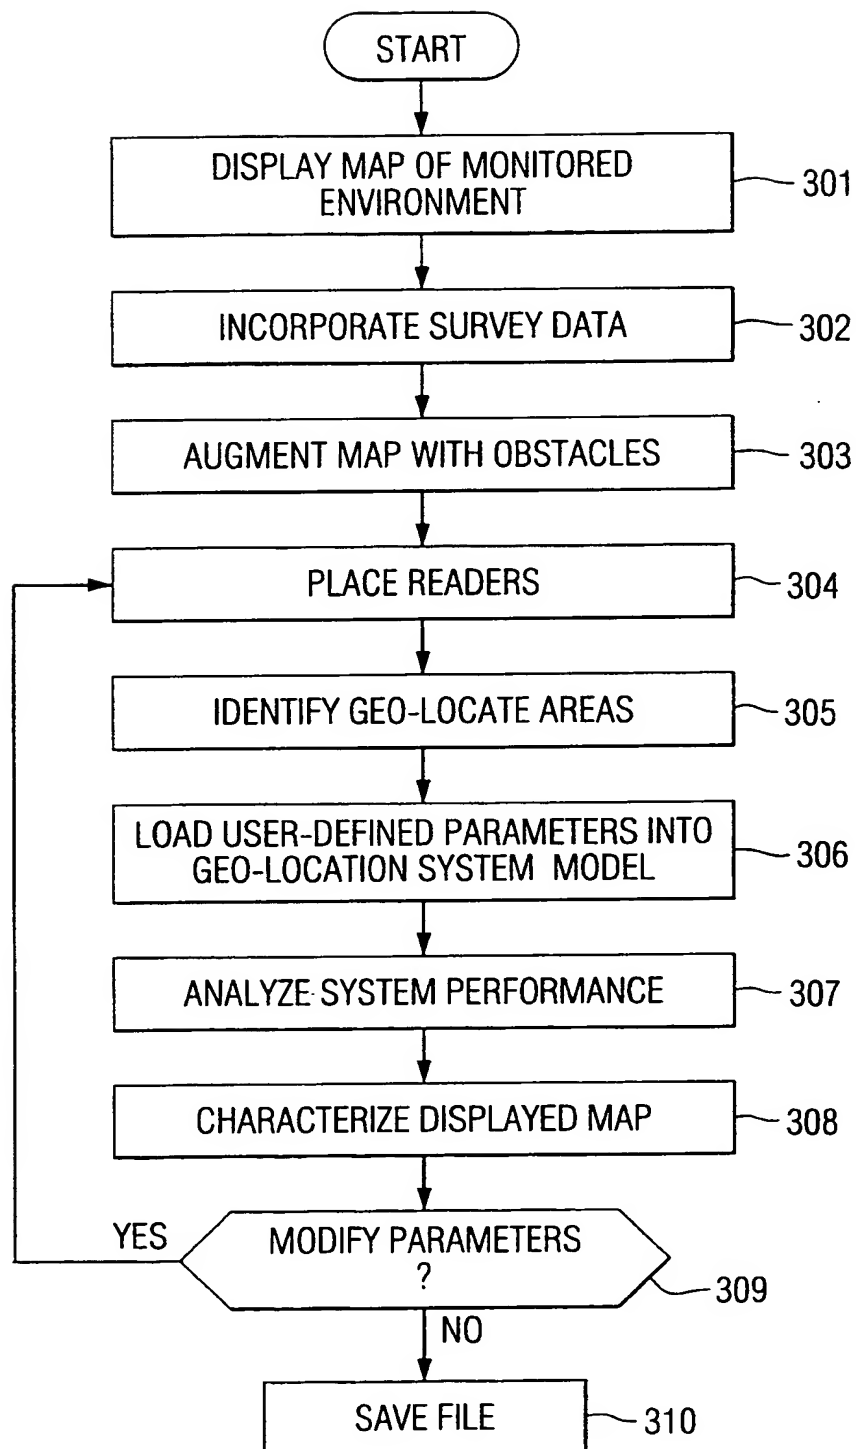 START
DISPLAY MAP OF MONITORED
ENVIRONMENT
301
INCORPORATE SURVEY DATA
302
AUGMENT MAP WITH OBSTACLES
303
PLACE READERS
304
IDENTIFY GEO-LOCATE AREAS
305
LOAD USER-DEFINED PARAMETERS INTO
GEO-LOCATION SYSTEM MODEL
306
ANALYZE SYSTEM PERFORMANCE
307
CHARACTERIZE DISPLAYED MAP
308
YES
MODIFY PARAMETERS
?
309
NO
SAVE FILE
310